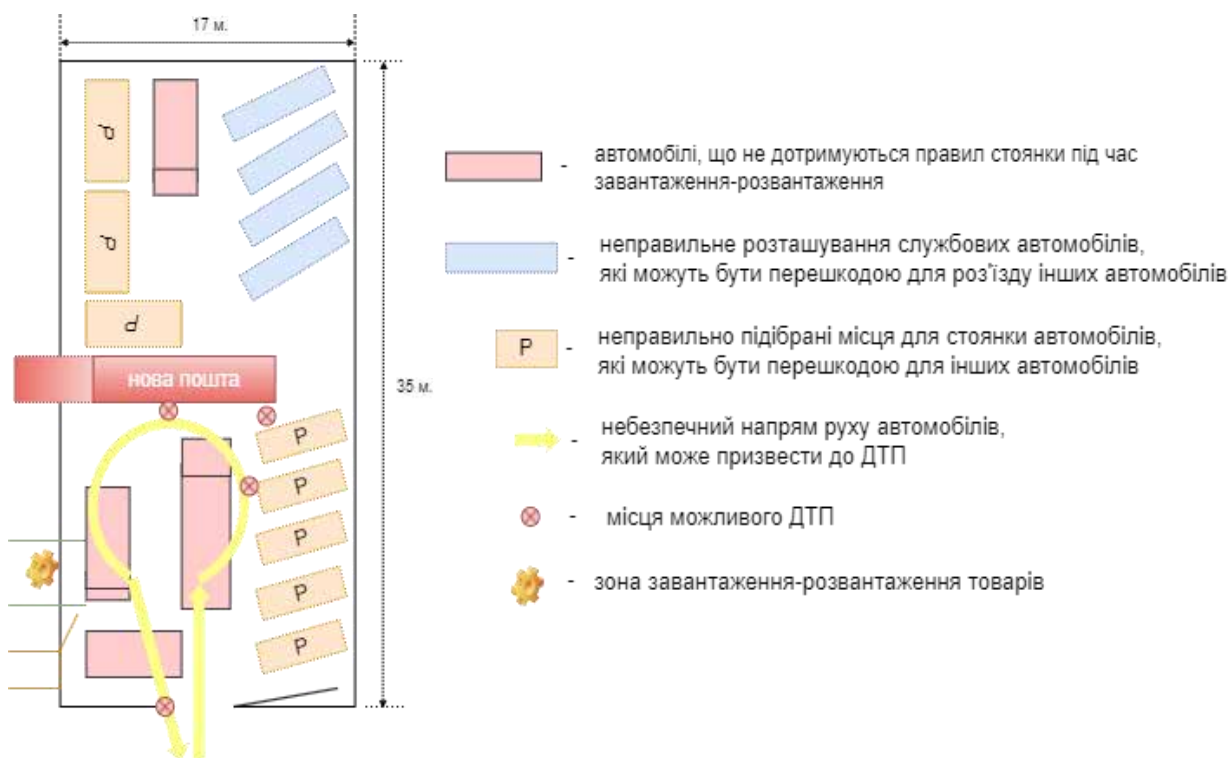 17 м.
автомобілі, що не дотримуються правил стоянки під час
завантаження-розвантаження
неправильне розташування службових автомобілів,
які можуть бути перешкодою для роз'їзду інших автомобілів
неправильно підібрані місця для стоянки автомобілів,
які можуть бути перешкодою для інших автомобілів
небезпечний напрям руху автомобілів,
який може призвести до ДТП
місця можливого ДТП
зона завантаження-розвантаження товарів
P
P
P
P
нова пошта
35 м.
P
P
P
P
P